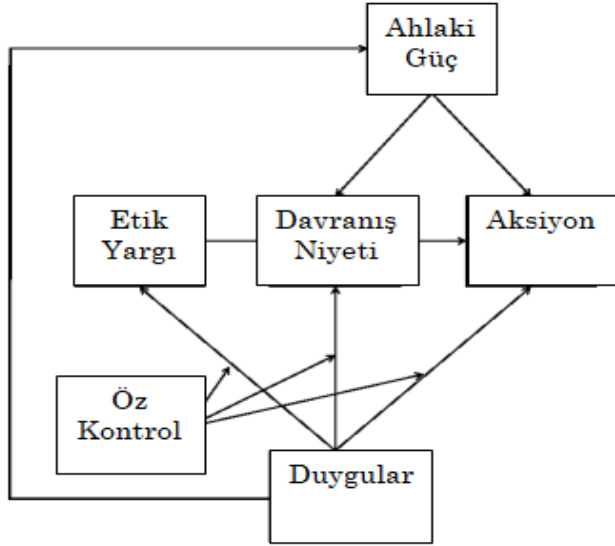 Ahlaki
Güç
Etik
Yargı
Davranış
Niyeti
Aksiyon
Öz
Kontrol
Duygular